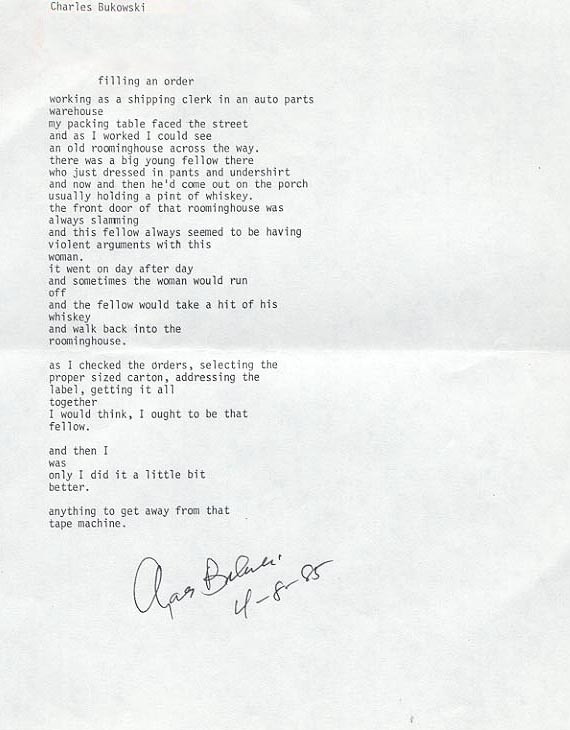 Charles Bukowski
filling an order
working as a shipping clerk in an auto parts
warehouse
my packing table faced the street
and as I worked I could see
an old roominghouse across the way.
there was a big young fellow there
who just dressed in pants and undershirt
and now and then he'd come out on the porch
usually holding a pint of whiskey.
the front door of that roominghouse was
always slamming
and this fellow always seemed to be having
violent arguments with this
woman.
it went on day after day
and sometimes the woman would run
off
and the fellow would take a hit of his
whiskey
and walk back into the
roominghouse.
as I checked the orders, selecting the
proper sized carton, addressing the
label, getting it all
together
I would think, I ought to be that
fellow.
and then I
was
only I did it a little bit
better.
anything to get away from that
tape machine.
4-8-85